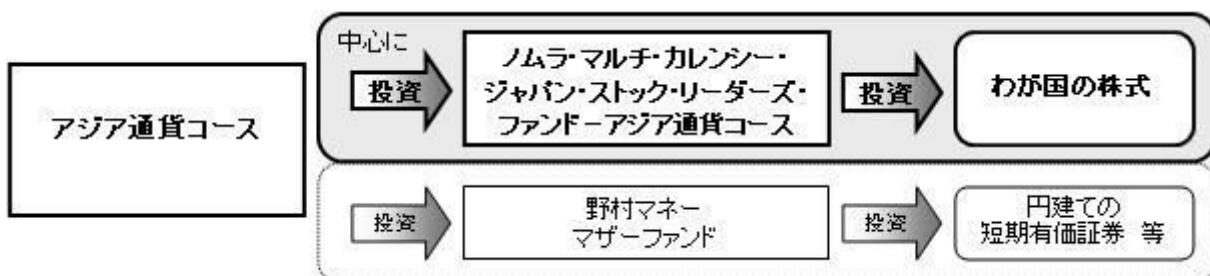 アジア通貨コース
中心に
投資
ノムラ・マルチ・カレンシー・
ジャパン・ストック・リーダーズ・
ファンドーアジア通貨コース
投資
わが国の株式
投資
野村マネー
マザーファンド
投資
円建ての
短期有価証券 等